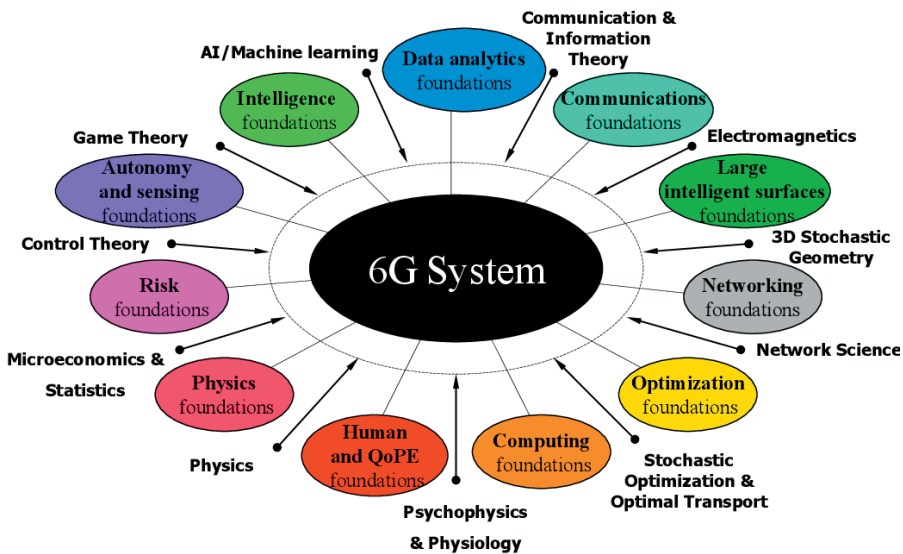 Communication &
Information
Theory
AI/Machine learning
Data analytics
foundations
Intelligence
foundations
Communications
foundations
Game Theory
Electromagnetics
Autonomy
and sensing
foundations
Large
intelligent surfaces
foundations
Control Theory
3D Stochastic
Geometry
6G System
Risk
foundations
Networking
foundations
Microeconomics &
Statistics
Network Science
Physics
foundations
Optimization
foundations
Human
and QoPE
foundations
Computing
foundations
Physics
Stochastic
Optimization &
Optimal Transport
Psychophysics
& Physiology